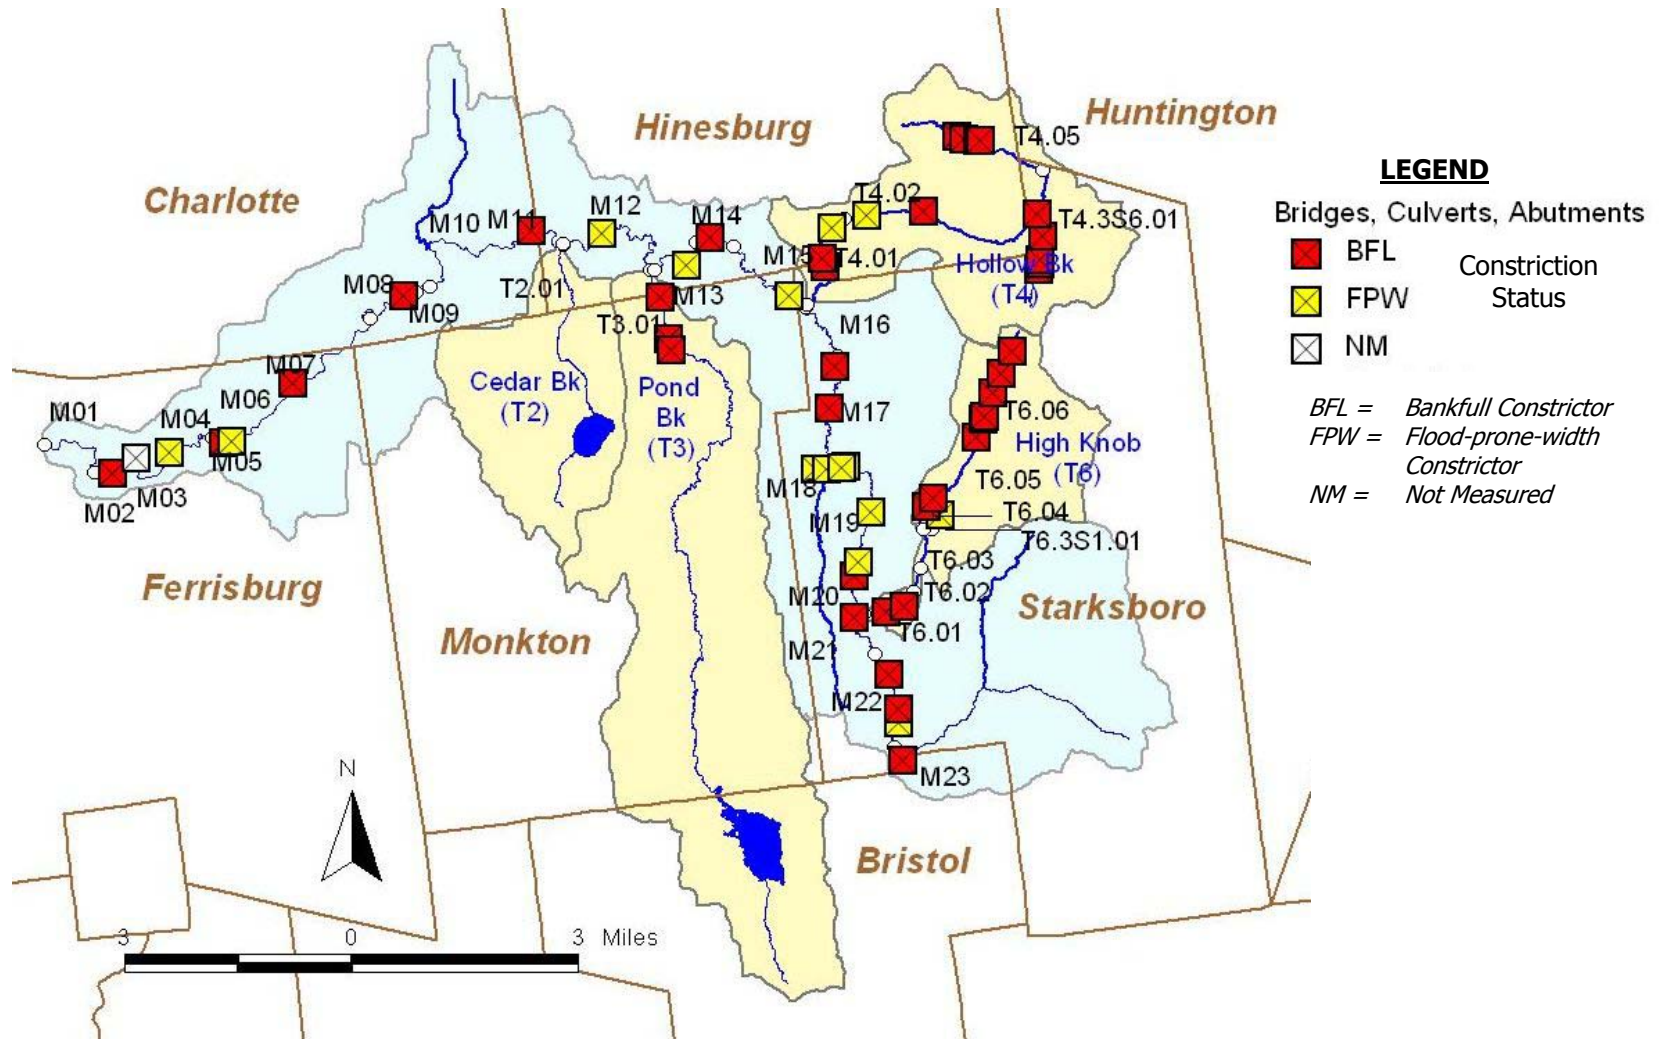 Huntington
Hinesburg
T4.05
LEGEND
Charlotte
T4.02
Bridges, Culverts, Abutments
M10
M11
M12
M14
T4.3S6.01
BFL
Constriction
Status
M15
T4.01
Hollow Bk
(T4)
M08
T2.01
M13
FPW
M09
T3.01
M16
NM
M07
Cedar Bk
(T2)
Pond
Bk
(T3)
M06
M01
M04
M17
T6.06
High Knob
(T6)
BFL = Bankfull Constrictor
FPW = Flood-prone-width
Constrictor
NM = Not Measured
M05
M03
M02
M18
T6.05
M19
T6.04
T6.3S1.01
T6.03
Ferrisburg
M20
T6.02
Starksboro
Monkton
T6.01
M21
M22
M23
N
Bristol
3 0 3 Miles